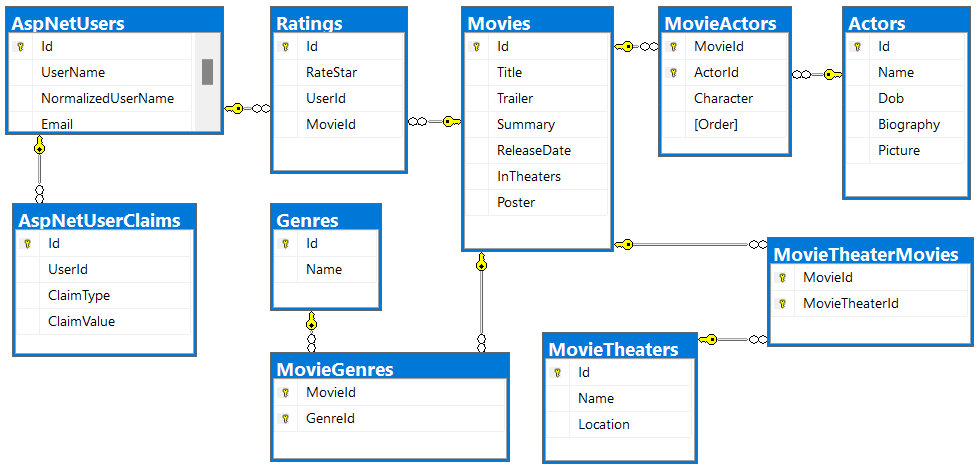 AspNetUsers
Id
UserName
NormalizedUserName
Email
Ratings
Id
RateStar
UserId
MovieId
Movies
Id
Title
Trailer
Summary
ReleaseDate
InTheaters
Poster
MovieActors
MovieId
ActorId
Character
[Order]
Actors
Id
Name
Dob
Biography
Picture
AspNetUserClaims
Id
UserId
ClaimType
ClaimValue
Genres
Id
Name
MovieTheaterMovies
MovieId
MovieTheaterId
MovieGenres
MovieId
GenreId
MovieTheaters
Id
Name
Location